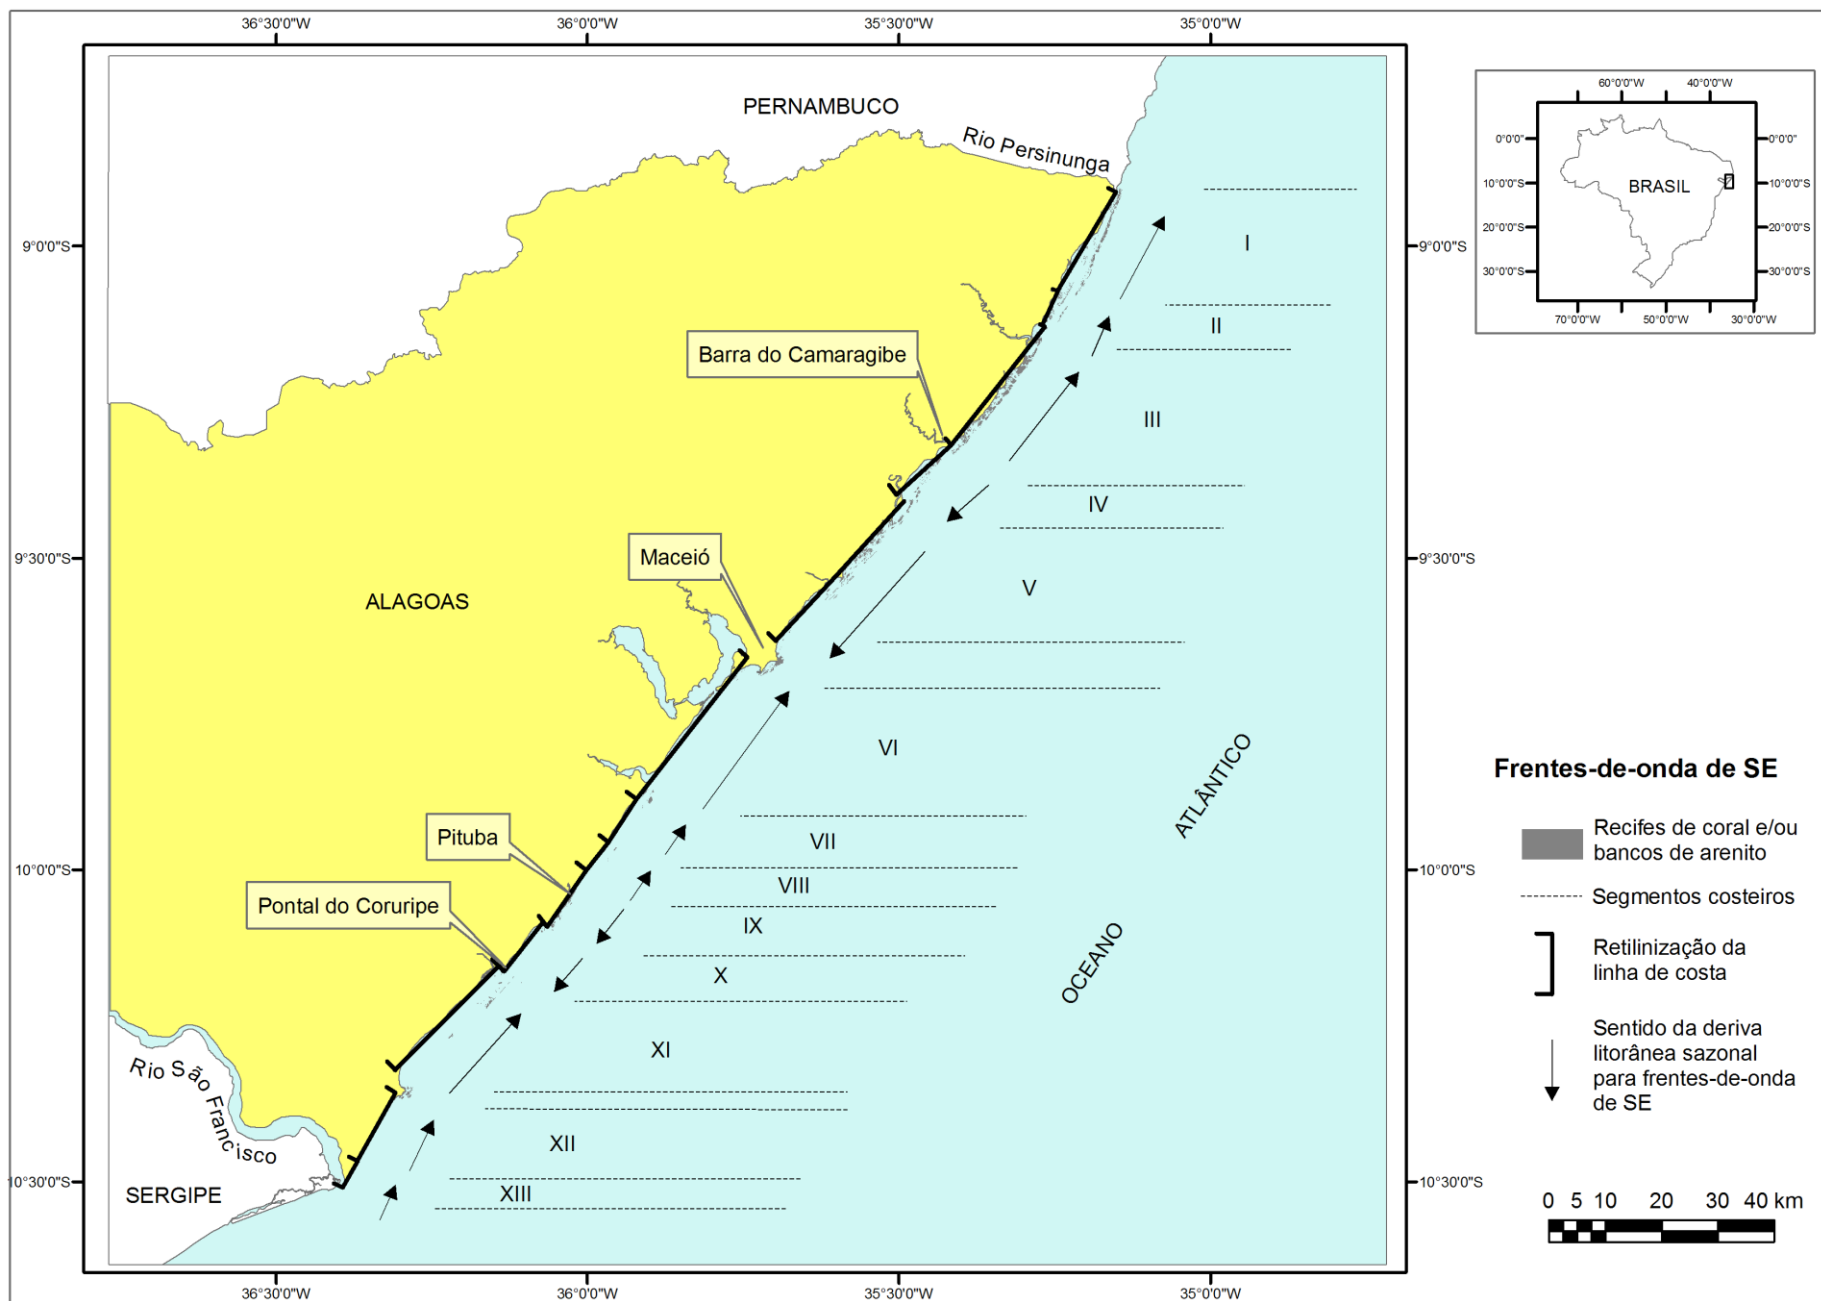 36°30'0"W
36°0'0"W
35°30'0"W
35°0'0"W
PERNAMBUCO
Rio Persinunga
9°0'0"S
9°0'0"S
I
II
Barra do Camaragibe
III
IV
9°30'0"S
9°30'0"S
Maceió
V
ALAGOAS
VI
ATLÂNTICO
OCEANO
Pituba
VII
10°0'0"S
10°0'0"S
VIII
Pontal do Coruripe
IX
X
XI
Rio São Francisco
XII
10°30'0"S
10°30'0"S
SERGIPE
XIII
36°30'0"W
36°0'0"W
35°30'0"W
35°0'0"W
60°0'0"W
40°0'0"W
0°0'0"
0°0'0"
BRASIL
10°0'0"S
10°0'0"S
20°0'0"S
20°0'0"S
30°0'0"S
30°0'0"S
70°0'0"W
50°0'0"W
30°0'0"W
Frentes-de-onda de SE
Recifes de coral e/ou
bancos de arenito
Segmentos costeiros
Retilinização da
linha de costa
Sentido da deriva
litorânea sazonal
para frentes-de-onda
de SE
0 5 10 20 30 40 km